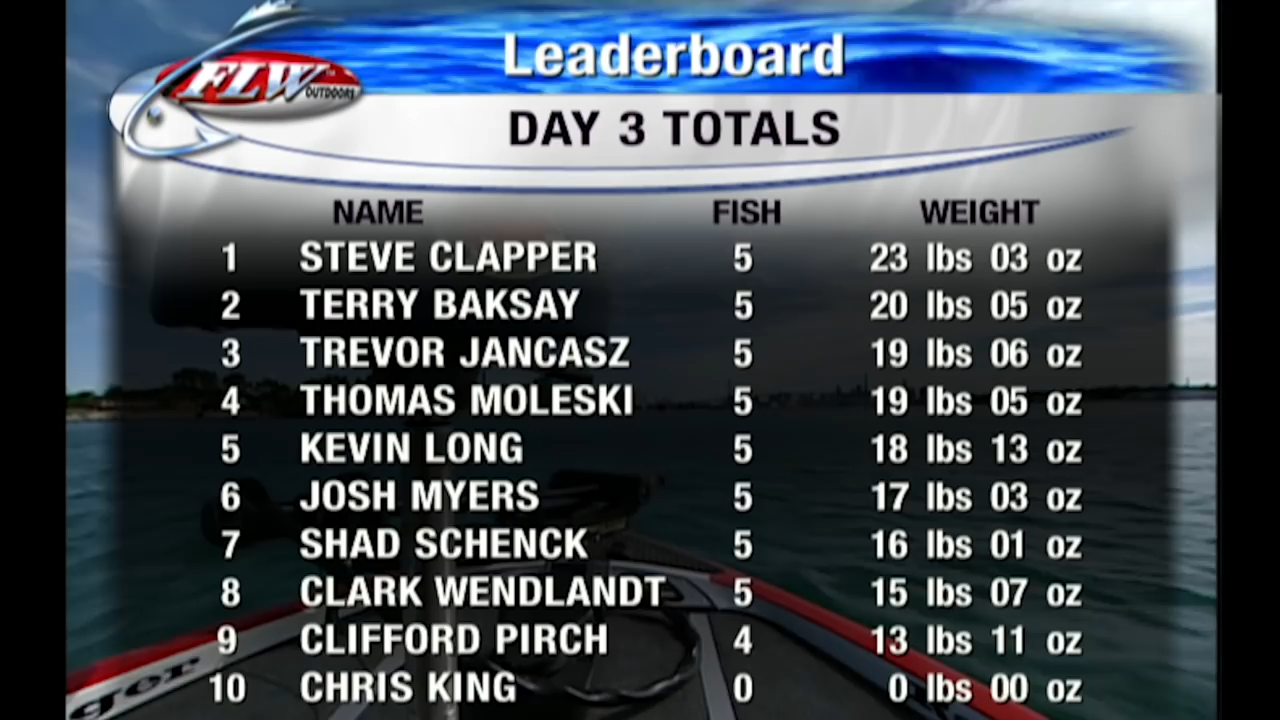 FLW
OUTDOORS
Leaderboard
DAY 3 TOTALS
NAME FISH WEIGHT
1 STEVE CLAPPER 5 23 lbs 03 oz
2 TERRY BAKSAY 5 20 lbs 05 oz
3 TREVOR JANCASZ 5 19 lbs 06 oz
4 THOMAS MOLESKI 5 19 lbs 05 oz
5 KEVIN LONG 5 18 lbs 13 oz
6 JOSH MYERS 5 17 lbs 03 oz
7 SHAD SCHENCK 5 16 lbs 01 oz
8 CLARK WENDLANDT 5 15 lbs 07 oz
9 CLIFFORD PIRCH 4 13 lbs 11 oz
10 CHRIS KING 0 0 lbs 00 oz